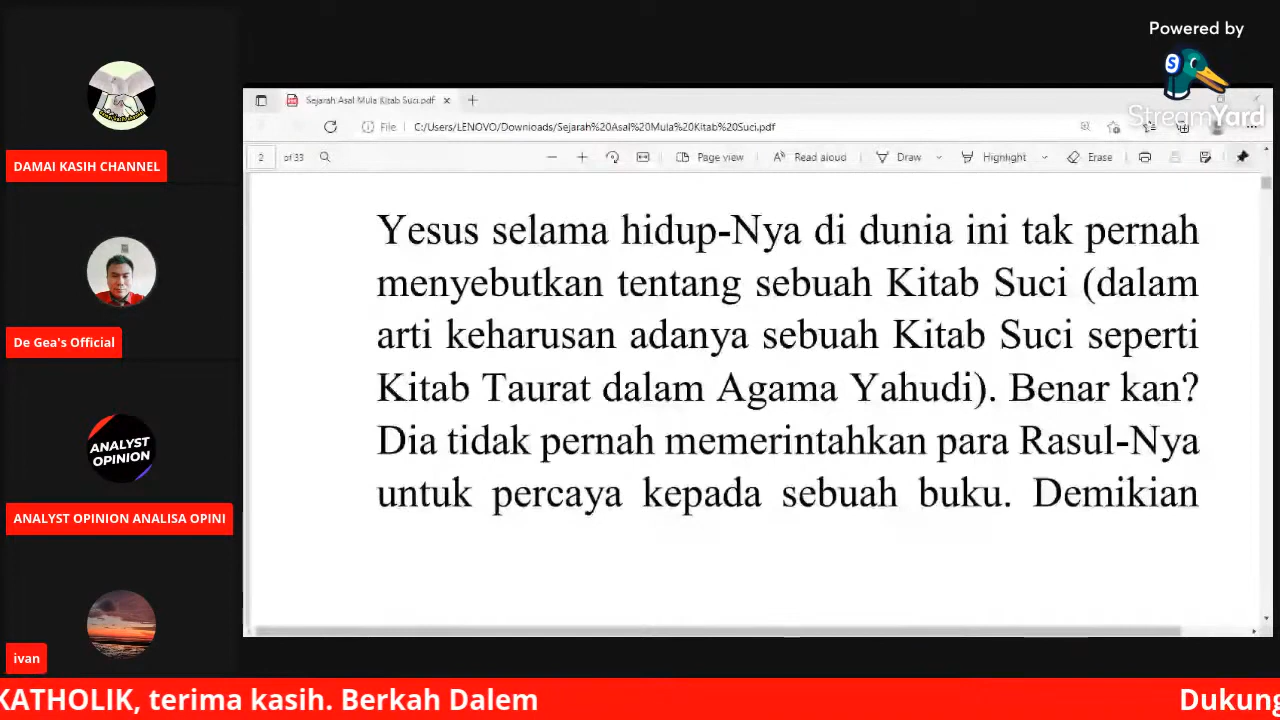 Powered by
StreamYard
DAMAI KASIH CHANNEL
De Gea's Official
ANALYST
OPINION
ANALYST OPINION ANALISA OPINI
ivan
Sejarah Asal Mula Kitab Suci.pdf
File C:/Users/LENOVO/Downloads/Sejarah%20Asal%20Mula%20Kitab%20Suci.pdf
2 of 33 Page view Read aloud Draw Highlight Erase
Yesus selama hidup-Nya di dunia ini tak pernah
menyebutkan tentang sebuah Kitab Suci (dalam
arti keharusan adanya sebuah Kitab Suci seperti
Kitab Taurat dalam Agama Yahudi). Benar kan?
Dia tidak pernah memerintahkan para Rasul-Nya
untuk percaya kepada sebuah buku. Demikian
KATHOLIK, terima kasih. Berkah Dalem Dukung